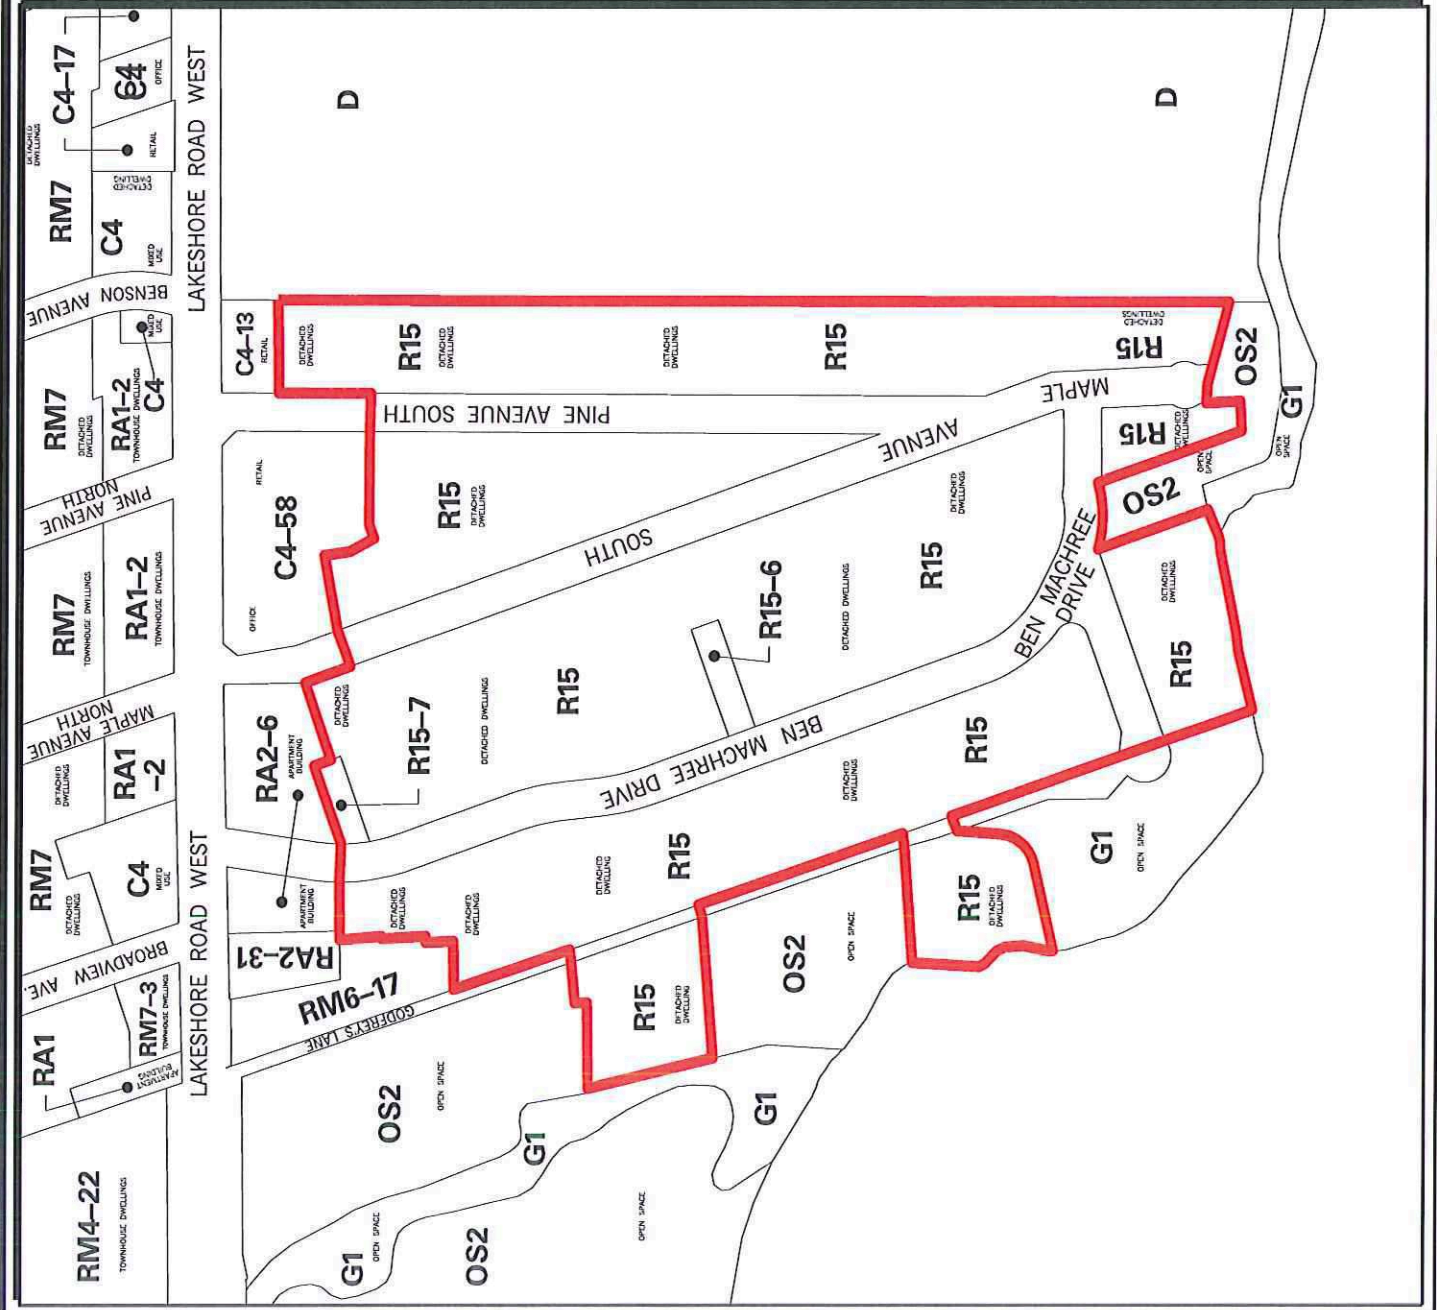 C4–17
C4
OFFICE
RETAIL
DETACHED
DWELLINGS
RM7
DETACHED
DWELLING
C4
MIXED
USE
BENSON AVENUE
LAKESHORE ROAD WEST
D
D
MIXED
USE
C4
RM7
DETACHED
DWELLINGS
RA1–2
TOWNHOUSE DWELLINGS
PINE AVENUE
NORTH
RM7
TOWNHOUSE DWELLINGS
RA1–2
TOWNHOUSE DWELLINGS
MAPLE AVENUE
NORTH
DETACHED
DWELLINGS
RA1
–2
RM7
DETACHED
DWELLINGS
C4
MIXED
USE
BROADVIEW AVE.
LAKESHORE ROAD WEST
RA1
RM7–3
TOWNHOUSE DWELLINGS
APARTMENT
BUILDING
RM4–22
TOWNHOUSE DWELLINGS
C4–13
RETAIL
DETACHED
DWELLINGS
R15
DETACHED
DWELLINGS
DETACHED
DWELLINGS
R15
R15
DETACHED
DWELLINGS
OS2
G1
PINE AVENUE SOUTH
MAPLE
AVENUE
SOUTH
R15
DETACHED
DWELLINGS
OPEN
SPACE
OPEN
SPACE
OS2
RETAIL
C4–58
OFFICE
R15
DETACHED
DWELLINGS
DETACHED
DWELLINGS
R15
R15–6
DETACHED DWELLINGS
BEN MACHREE
DRIVE
DETACHED
DWELLINGS
R15
RA2–6
APARTMENT
BUILDING
DETACHED
DWELLINGS
R15–7
DETACHED DWELLINGS
R15
BEN MACHREE DRIVE
R15
DETACHED
DWELLINGS
APARTMENT
BUILDING
RA2–31
DETACHED
DWELLINGS
DETACHED
DWELLINGS
DETACHED
DWELLING
R15
G1
OPEN SPACE
R15
DETACHED
DWELLINGS
RM6–17
GODFREY'S LANE
R15
DETACHED
DWELLING
OS2
OPEN SPACE
OS2
OPEN SPACE
G1
G1
G1
OPEN SPACE
OS2
OPEN SPACE